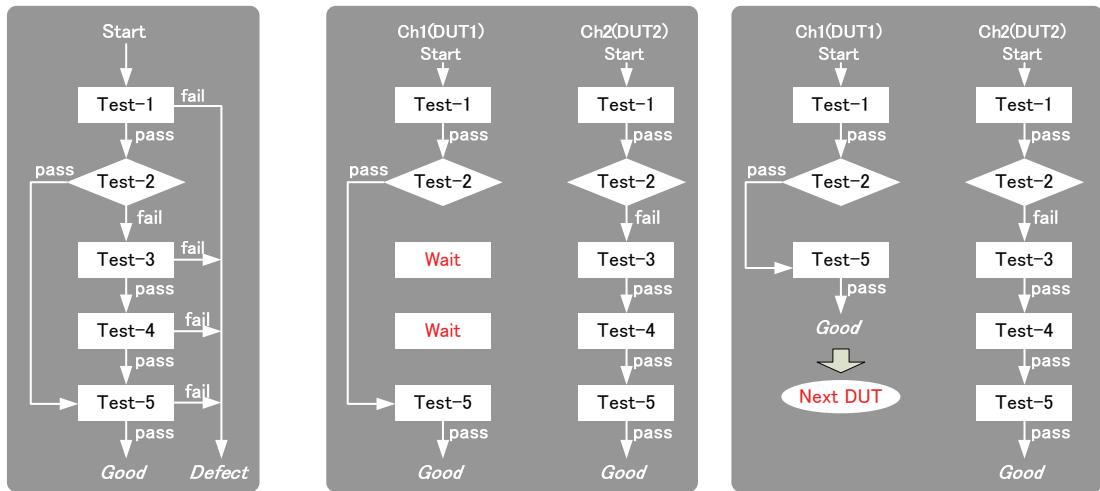 Start
Test-1
fail
pass
pass
Test-2
fail
Test-3
fail
pass
Test-4
fail
pass
Test-5
fail
pass
Good
Defect
Ch1(DUT1)
Start
Test-1
pass
pass
Test-2
Wait
Wait
Test-5
pass
Good
Ch2(DUT2)
Start
Test-1
pass
Test-2
fail
Test-3
pass
Test-4
pass
Test-5
pass
Good
Ch1(DUT1)
Start
Test-1
pass
pass
Test-2
Test-5
pass
Good
Next DUT
Ch2(DUT2)
Start
Test-1
pass
Test-2
fail
Test-3
pass
Test-4
pass
Test-5
pass
Good